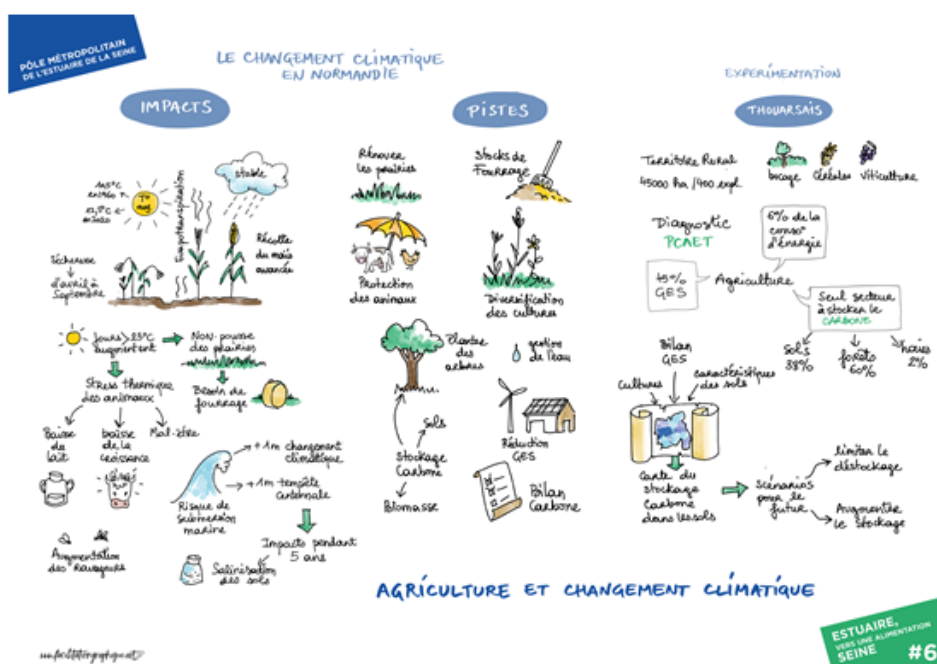 PÔLE MÉTROPOLITAIN
DE L'ESTUAIRE DE LA SEINE
LE CHANGEMENT CLIMATIQUE
EN NORMANDIE
IMPACTS
stable
Evapotranspiration
Récolte
du maïs
avancée
Sécheresse
d'avril à
Septembre
Jours > 25°C
augmentent
Non-pousse
des prairies
Stress thermique
des animaux
Besoin de
fourrage
Baisse
de
lait
baisse
de la
croissance
Mal-être
+1m changement
climatique
+1m tempête
centennale
Risque de
submersion
marine
Impacts pendant
5 ans
Salinisation
des sols
Augmentation
des Ravageurs
PISTES
Rénover
les prairies
Stocks de
Fourrage
Protection
des animaux
Diversification
des cultures
Plantes
des
arbres
gestion
de l'eau
Sols
Stockage
Carbone
Biomasse
Réduction
GES
Bilan
Carbone
EXPÉRIMENTATION
THOUARSAIS
Territoire Rural
45000 ha /400 expl.
bocage
Céréales
Viticulture
Diagnostic
PCAET
6% de la
conso°
d'énergie
45%
GES
Agriculture
Seul secteur
à stocker le
CARBONE
Sols
38%
forêts
60%
haies
2%
Bilan
GES
Cultures
caractéristiques
des sols
Carte du
stockage
Carbone
dans les sols
Scénarios
pour le
futur
limiter le
déstockage
Augmenter
le stockage
AGRICULTURE ET CHANGEMENT CLIMATIQUE
ESTUAIRE,
VERS UNE ALIMENTATION
SEINE
#6